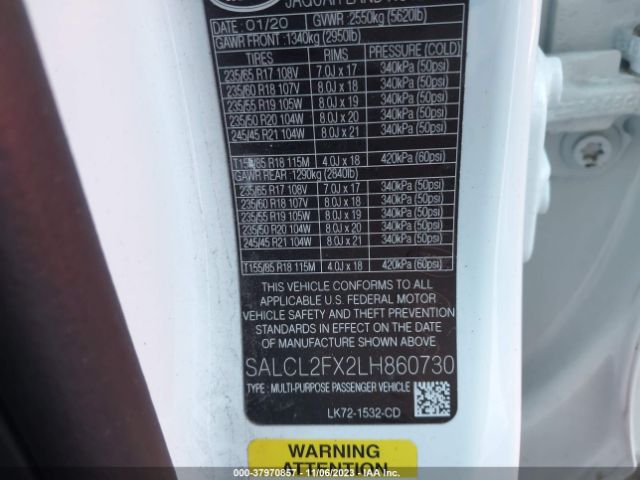 JAGUAR LAND
01/20 GVWR : 2550kg (5620lb)
GAWR FRONT : 1340kg (2950lb)
TIRES RIMS PRESSURE (COLD)
235/65 R17 108V 7.0J x 17 340kPa (50psi)
235/60 R18 107V 8.0J x 18 340kPa (50psi)
235/55 R19 105W 8.0J x 19 340kPa (50psi)
235/50 R20 104W 8.0J x 20 340kPa (50psi)
245/45 R21 104W 8.0J x 21 340kPa (50psi)
T155/85 R18 115M 4.0J x 18 420kPa (60psi)
GAWR REAR : 1290kg (2840lb)
235/65 R17 108V 7.0J x 17 340kPa (50psi)
235/60 R18 107V 8.0J x 18 340kPa (50psi)
235/55 R19 105W 8.0J x 19 340kPa (50psi)
235/50 R20 104W 8.0J x 20 340kPa (50psi)
245/45 R21 104W 8.0J x 21 340kPa (50psi)
T155/85 R18 115M 4.0J x 18 420kPa (60psi)
THIS VEHICLE CONFORMS TO ALL
APPLICABLE U.S. FEDERAL MOTOR
VEHICLE SAFETY AND THEFT PREVENTION
STANDARDS IN EFFECT ON THE DATE
OF MANUFACTURE SHOWN ABOVE
SALCL2FX2LH860730
TYPE : MULTI-PURPOSE PASSENGER VEHICLE
LK72-1532-CD
WARNING
ATTENTION
000-37970857 - 11/06/2023 - IAAI.COM